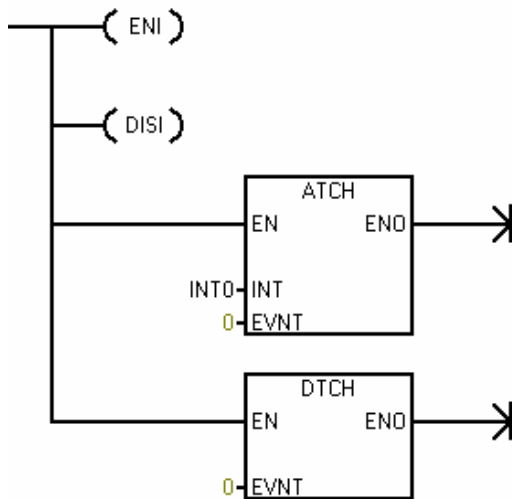 ENI
DISI
ATCH
EN ENO
INT0 INT
0 EVNT
DTCH
EN ENO
0 EVNT